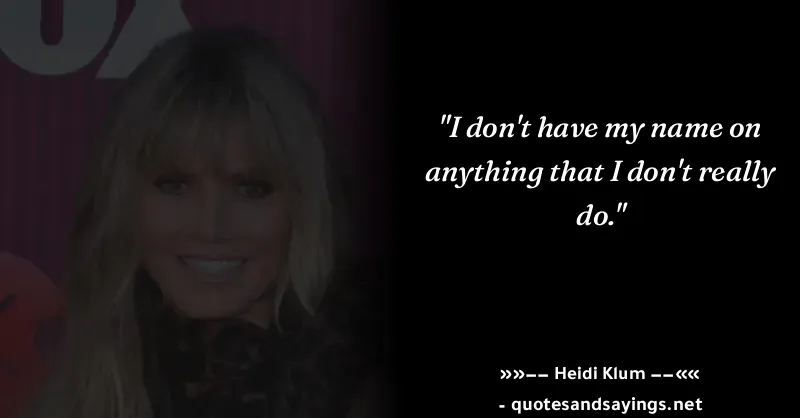 "I don't have my name on
anything that I don't really
do."
»»−− Heidi Klum −−««
- quotesandsayings.net